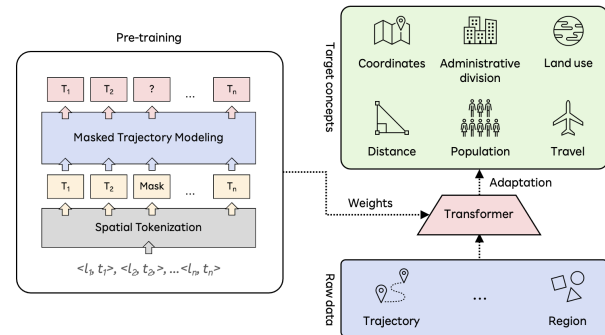 Pre-training
T1 T2 ? ... Tn
Masked Trajectory Modeling
T1 T2 Mask ... Tn
Spatial Tokenization
<l1, t1>, <l2, t2,>, ...<ln, tn>
Weights
Target concepts
Coordinates
Administrative
division
Land use
Distance
Population
Travel
Adaptation
Transformer
Raw data
Trajectory
...
Region